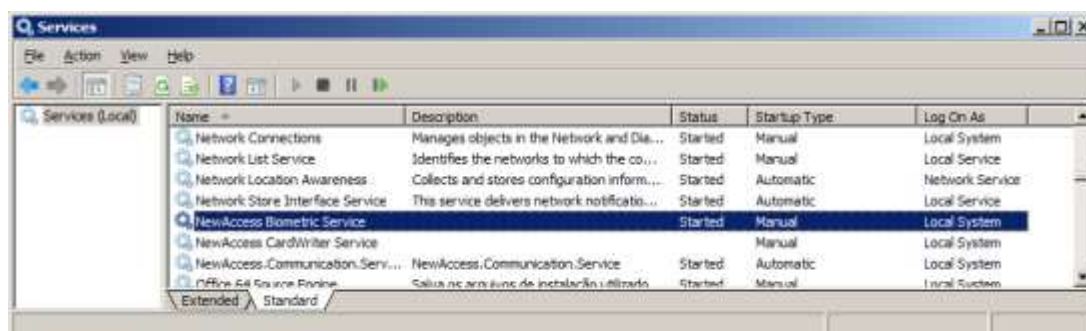 Services
File Action View Help
Services (Local)
Name Description Status Startup Type Log On As
Network Connections Manages objects in the Network and Dia... Started Manual Local System
Network List Service Identifies the networks to which the co... Started Manual Local Service
Network Location Awareness Collects and stores configuration inform... Started Automatic Network Service
Network Store Interface Service This service delivers network notificatio... Started Automatic Local Service
NewAccess Biometric Service Started Manual Local System
NewAccess CardWriter Service Manual Local System
NewAccess.Communication.Serv... NewAccess.Communication.Service Started Automatic Local System
Office 64 Source Engine Salva os arquivos de instalação utilizado... Started Manual Local System
Extended Standard